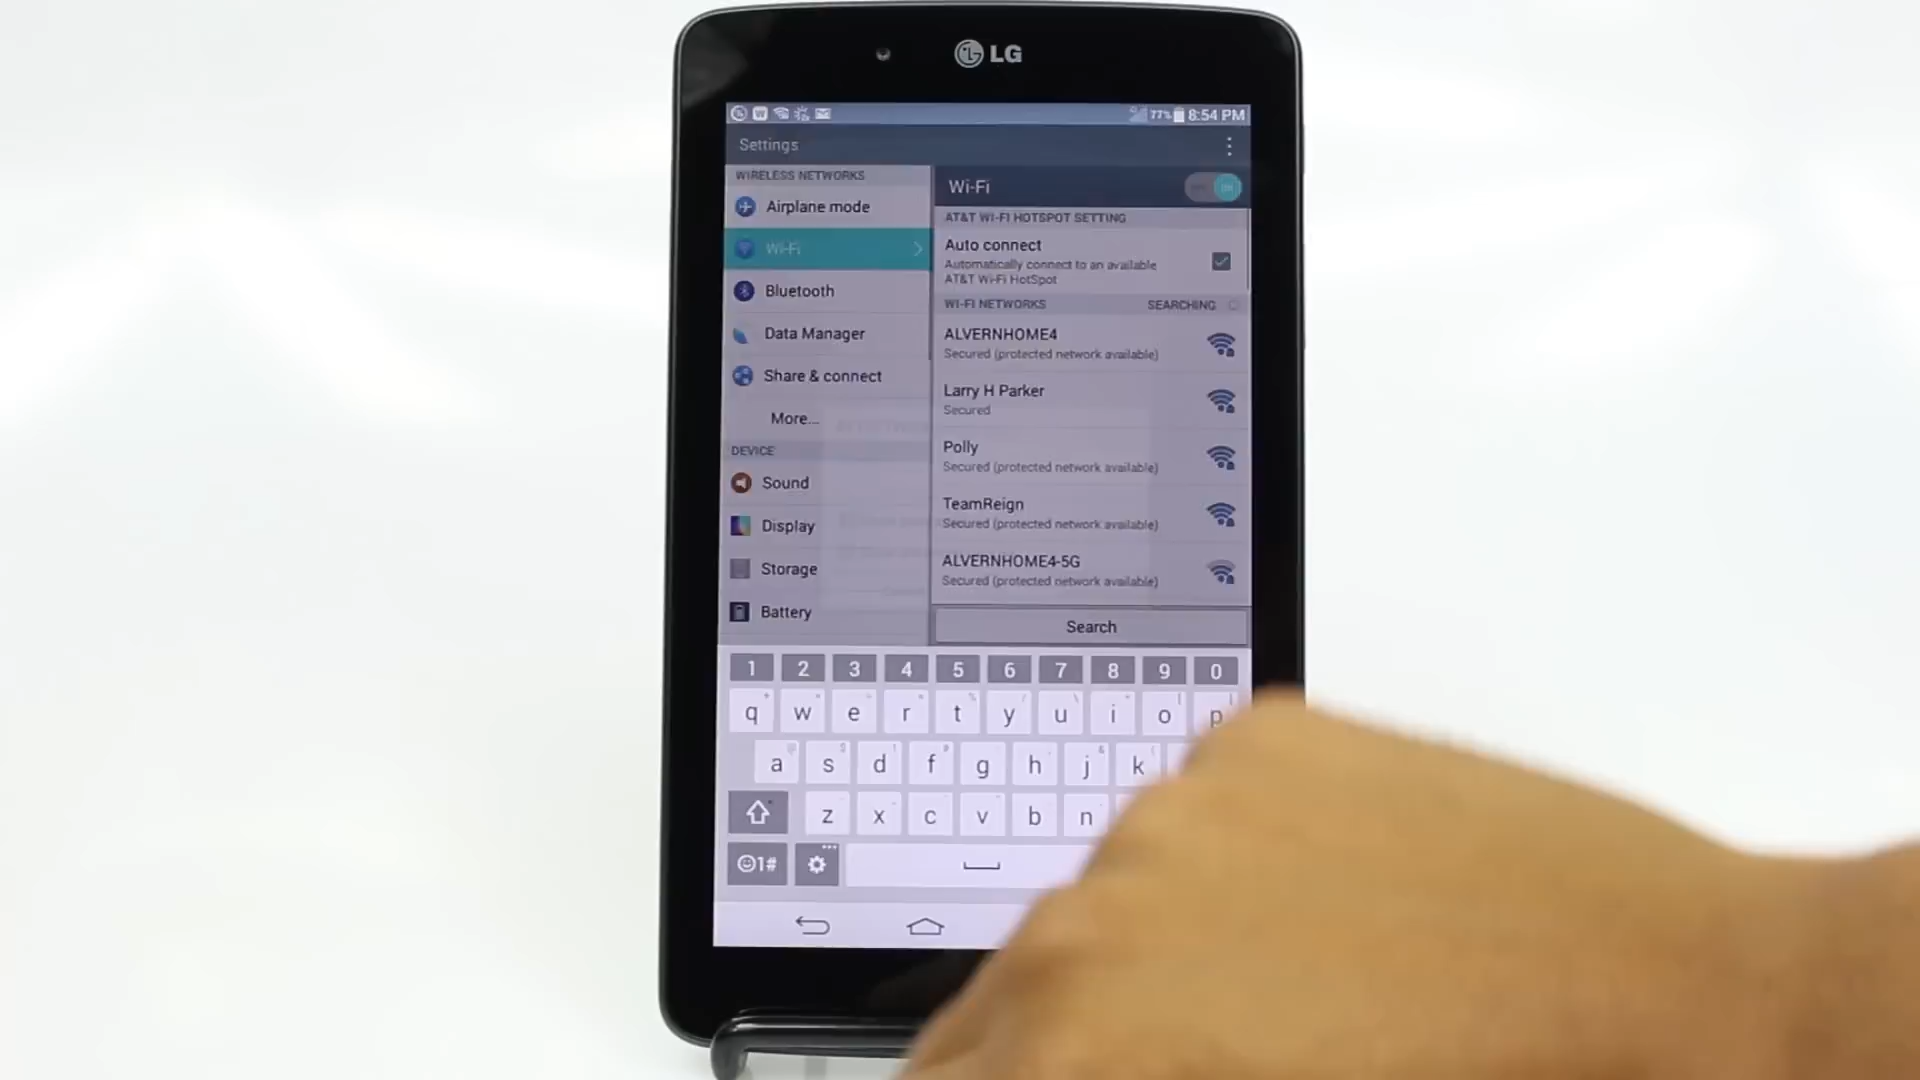 LG
77% 8:54 PM
Settings
WIRELESS NETWORKS
Airplane mode
Wi-Fi
Bluetooth
Data Manager
Share & connect
More...
DEVICE
Sound
Display
Storage
Battery
Wi-Fi
AT&T WI-FI HOTSPOT SETTING
Auto connect
Automatically connect to an available
AT&T Wi-Fi HotSpot
WI-FI NETWORKS SEARCHING
ALVERNHOME4
Secured (protected network available)
Larry H Parker
Secured
Polly
Secured (protected network available)
TeamReign
Secured (protected network available)
ALVERNHOME4-5G
Secured (protected network available)
Search
1 2 3 4 5 6 7 8 9 0
q w e r t y u i o p
a s d f g h j k
z x c v b n
1#